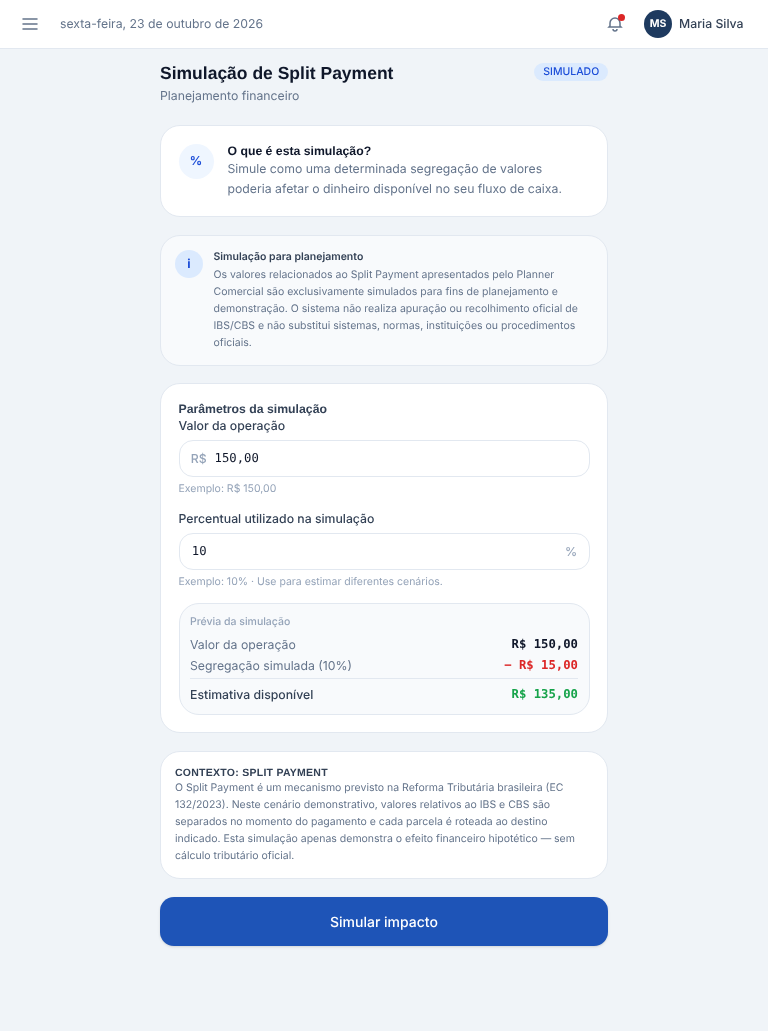 sexta-feira, 23 de outubro de 2026
MS Maria Silva
Simulação de Split Payment
SIMULADO
Planejamento financeiro
%
O que é esta simulação?
Simule como uma determinada segregação de valores
poderia afetar o dinheiro disponível no seu fluxo de caixa.
i
Simulação para planejamento
Os valores relacionados ao Split Payment apresentados pelo Planner
Comercial são exclusivamente simulados para fins de planejamento e
demonstração. O sistema não realiza apuração ou recolhimento oficial de
IBS/CBS e não substitui sistemas, normas, instituições ou procedimentos
oficiais.
Parâmetros da simulação
Valor da operação
R$ 150,00
Exemplo: R$ 150,00
Percentual utilizado na simulação
10 %
Exemplo: 10% · Use para estimar diferentes cenários.
Prévia da simulação
Valor da operação R$ 150,00
Segregação simulada (10%) − R$ 15,00
Estimativa disponível R$ 135,00
CONTEXTO: SPLIT PAYMENT
O Split Payment é um mecanismo previsto na Reforma Tributária brasileira (EC
132/2023). Neste cenário demonstrativo, valores relativos ao IBS e CBS são
separados no momento do pagamento e cada parcela é roteada ao destino
indicado. Esta simulação apenas demonstra o efeito financeiro hipotético — sem
cálculo tributário oficial.
Simular impacto